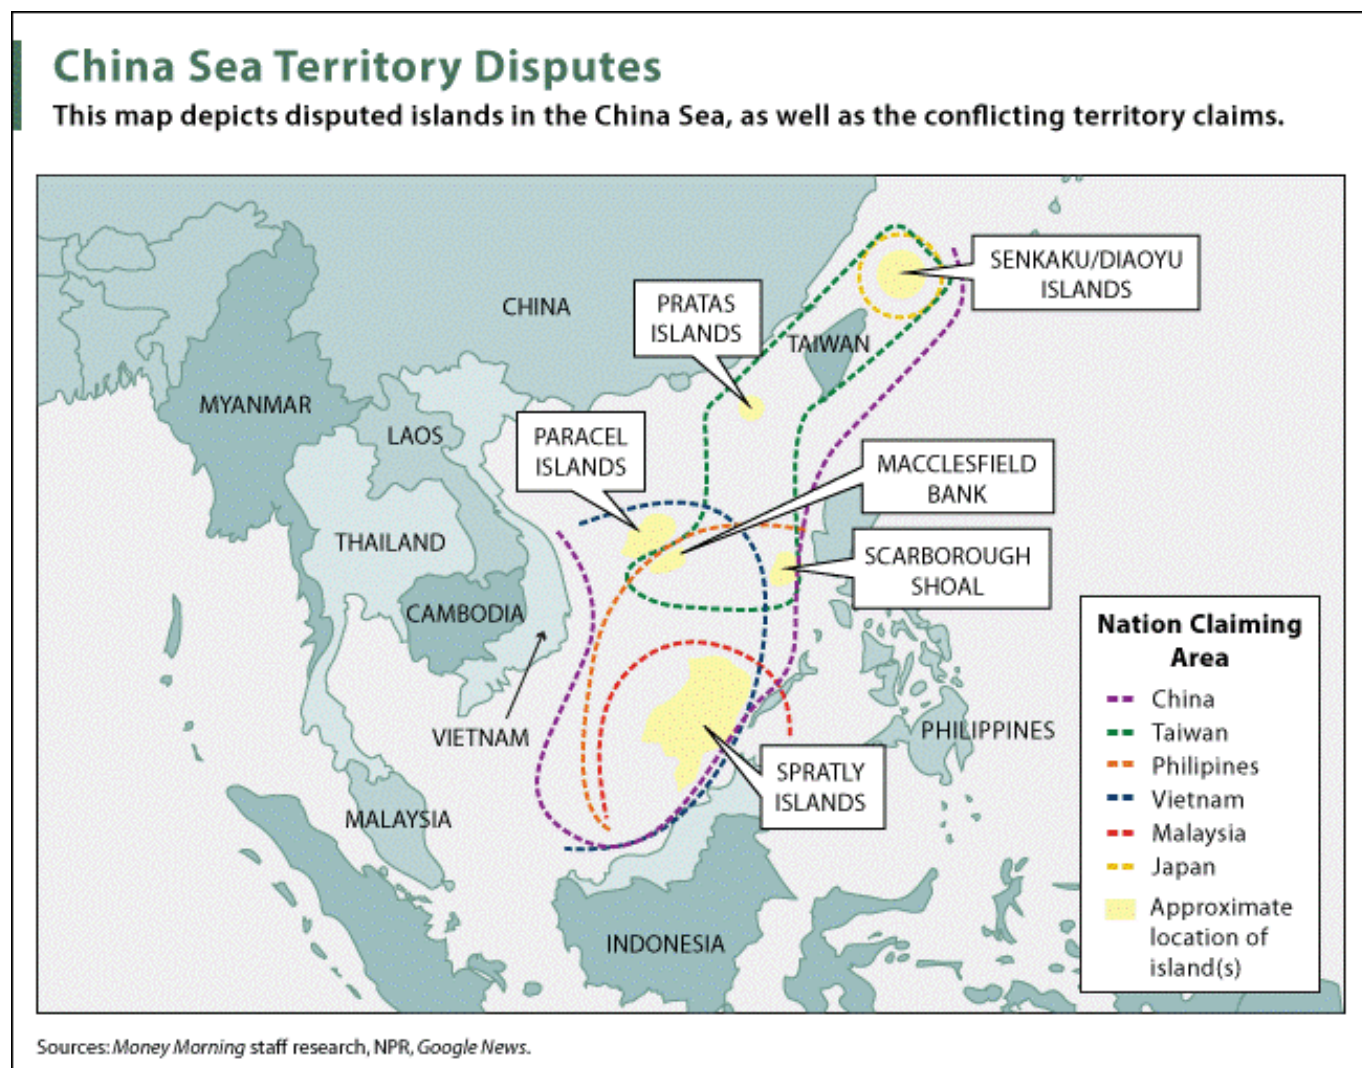 China Sea Territory Disputes
This map depicts disputed islands in the China Sea, as well as the conflicting territory claims.
SENKAKU/DIAOYU
ISLANDS
PRATAS
ISLANDS
CHINA
TAIWAN
MYANMAR
LAOS
PARACEL
ISLANDS
MACCLESFIELD
BANK
THAILAND
SCARBOROUGH
SHOAL
CAMBODIA
VIETNAM
PHILIPPINES
SPRATLY
ISLANDS
MALAYSIA
INDONESIA
Nation Claiming
Area
China
Taiwan
Philipines
Vietnam
Malaysia
Japan
Approximate
location of
island(s)
Sources: Money Morning staff research, NPR, Google News.